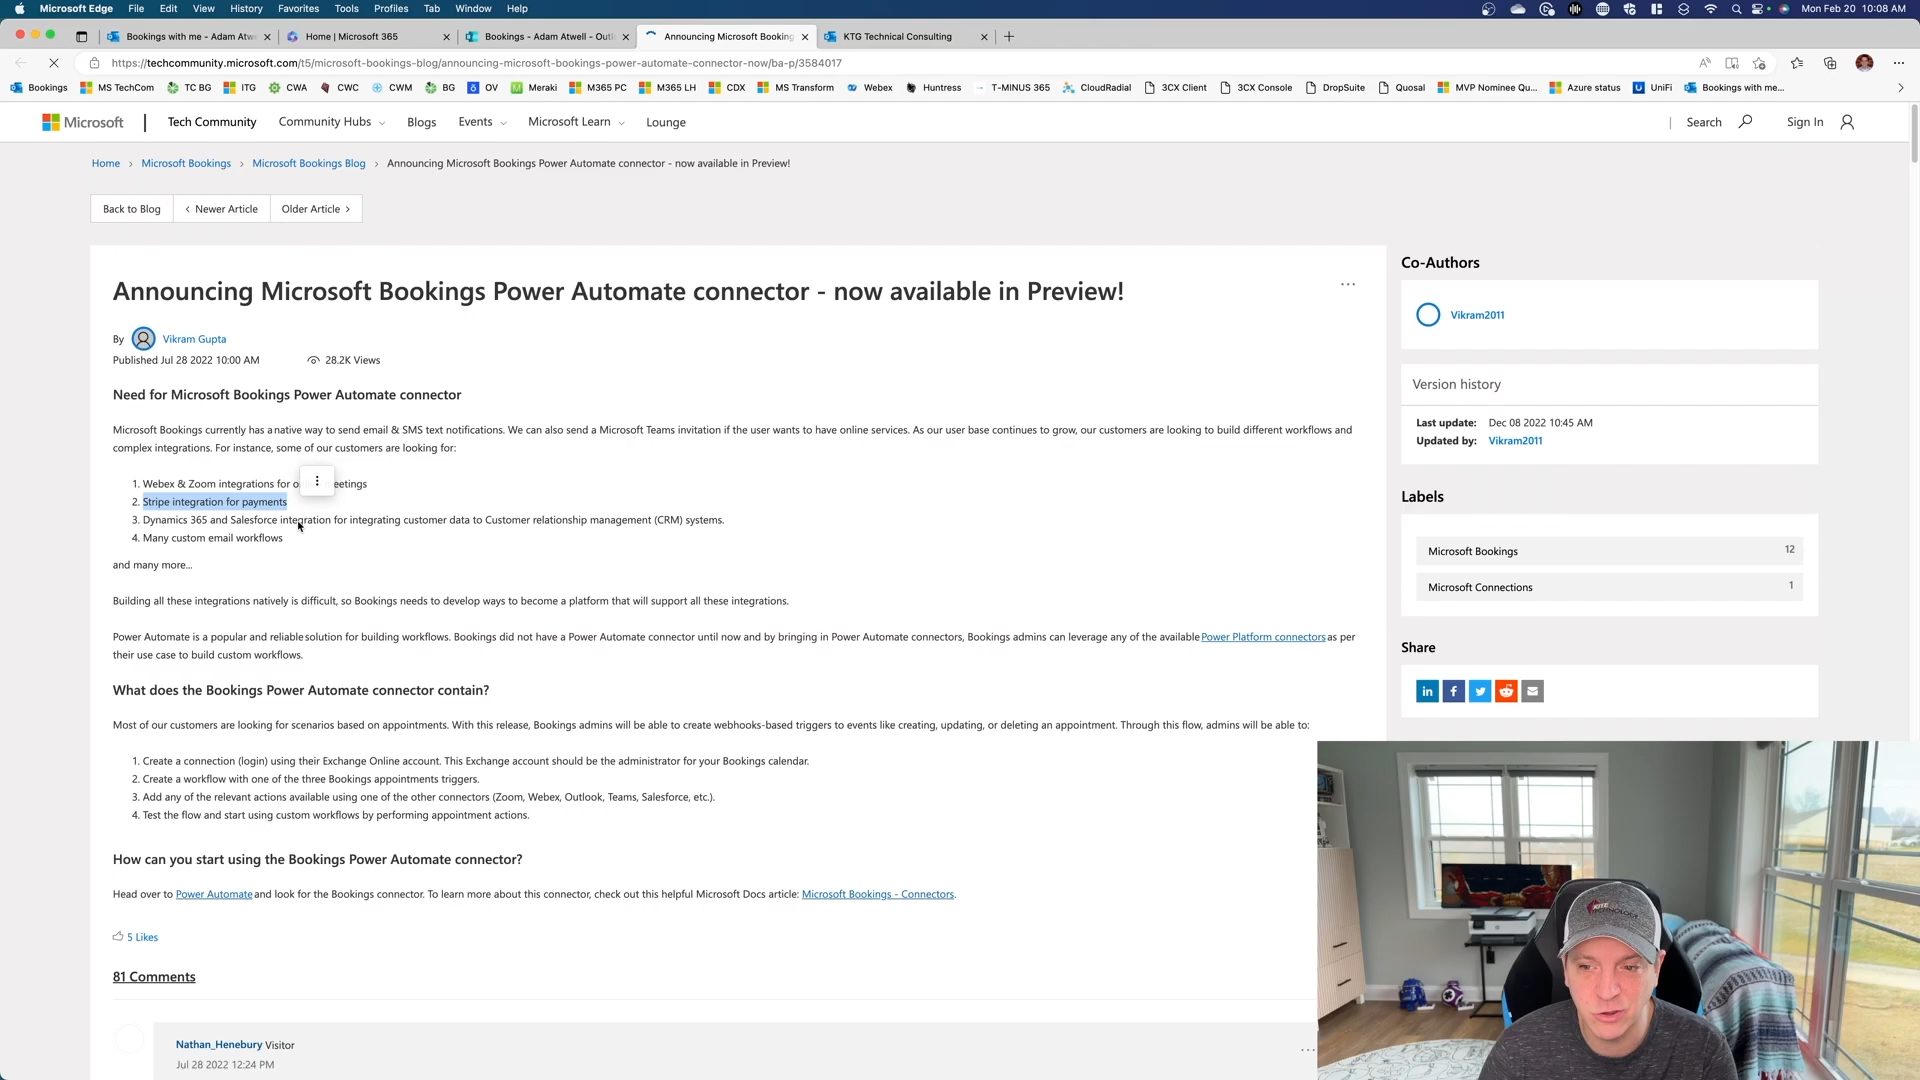 Microsoft Edge File Edit View History Favorites Tools Profiles Tab Window Help Mon Feb 20 10:08 AM
Bookings with me - Adam Atw
Home | Microsoft 365
Bookings - Adam Atwell - Outl
Announcing Microsoft Booking
KTG Technical Consulting
https://techcommunity.microsoft.com/t5/microsoft-bookings-blog/announcing-microsoft-bookings-power-automate-connector-now/ba-p/3584017
Bookings MS TechCom TC BG ITG CWA CWC CWM BG OV Meraki M365 PC M365 LH CDX MS Transform Webex Huntress T-MINUS 365 CloudRadial 3CX Client 3CX Console DropSuite Quosal MVP Nominee Qu... Azure status UniFi Bookings with me...
Microsoft | Tech Community Community Hubs Blogs Events Microsoft Learn Lounge | Search Sign In
Home > Microsoft Bookings > Microsoft Bookings Blog > Announcing Microsoft Bookings Power Automate connector - now available in Preview!
Back to Blog < Newer Article Older Article >
Announcing Microsoft Bookings Power Automate connector - now available in Preview!
By Vikram Gupta
Published Jul 28 2022 10:00 AM 28.2K Views
Need for Microsoft Bookings Power Automate connector
Microsoft Bookings currently has a native way to send email & SMS text notifications. We can also send a Microsoft Teams invitation if the user wants to have online services. As our user base continues to grow, our customers are looking to build different workflows and
complex integrations. For instance, some of our customers are looking for:
1. Webex & Zoom integrations for o eetings
2. Stripe integration for payments
3. Dynamics 365 and Salesforce integration for integrating customer data to Customer relationship management (CRM) systems.
4. Many custom email workflows
and many more...
Building all these integrations natively is difficult, so Bookings needs to develop ways to become a platform that will support all these integrations.
Power Automate is a popular and reliable solution for building workflows. Bookings did not have a Power Automate connector until now and by bringing in Power Automate connectors, Bookings admins can leverage any of the available Power Platform connectors as per
their use case to build custom workflows.
What does the Bookings Power Automate connector contain?
Most of our customers are looking for scenarios based on appointments. With this release, Bookings admins will be able to create webhooks-based triggers to events like creating, updating, or deleting an appointment. Through this flow, admins will be able to:
1. Create a connection (login) using their Exchange Online account. This Exchange account should be the administrator for your Bookings calendar.
2. Create a workflow with one of the three Bookings appointments triggers.
3. Add any of the relevant actions available using one of the other connectors (Zoom, Webex, Outlook, Teams, Salesforce, etc.).
4. Test the flow and start using custom workflows by performing appointment actions.
How can you start using the Bookings Power Automate connector?
Head over to Power Automate and look for the Bookings connector. To learn more about this connector, check out this helpful Microsoft Docs article: Microsoft Bookings - Connectors.
5 Likes
81 Comments
Nathan_Henebury Visitor
Jul 28 2022 12:24 PM
Co-Authors
Vikram2011
Version history
Last update: Dec 08 2022 10:45 AM
Updated by: Vikram2011
Labels
Microsoft Bookings 12
Microsoft Connections 1
Share